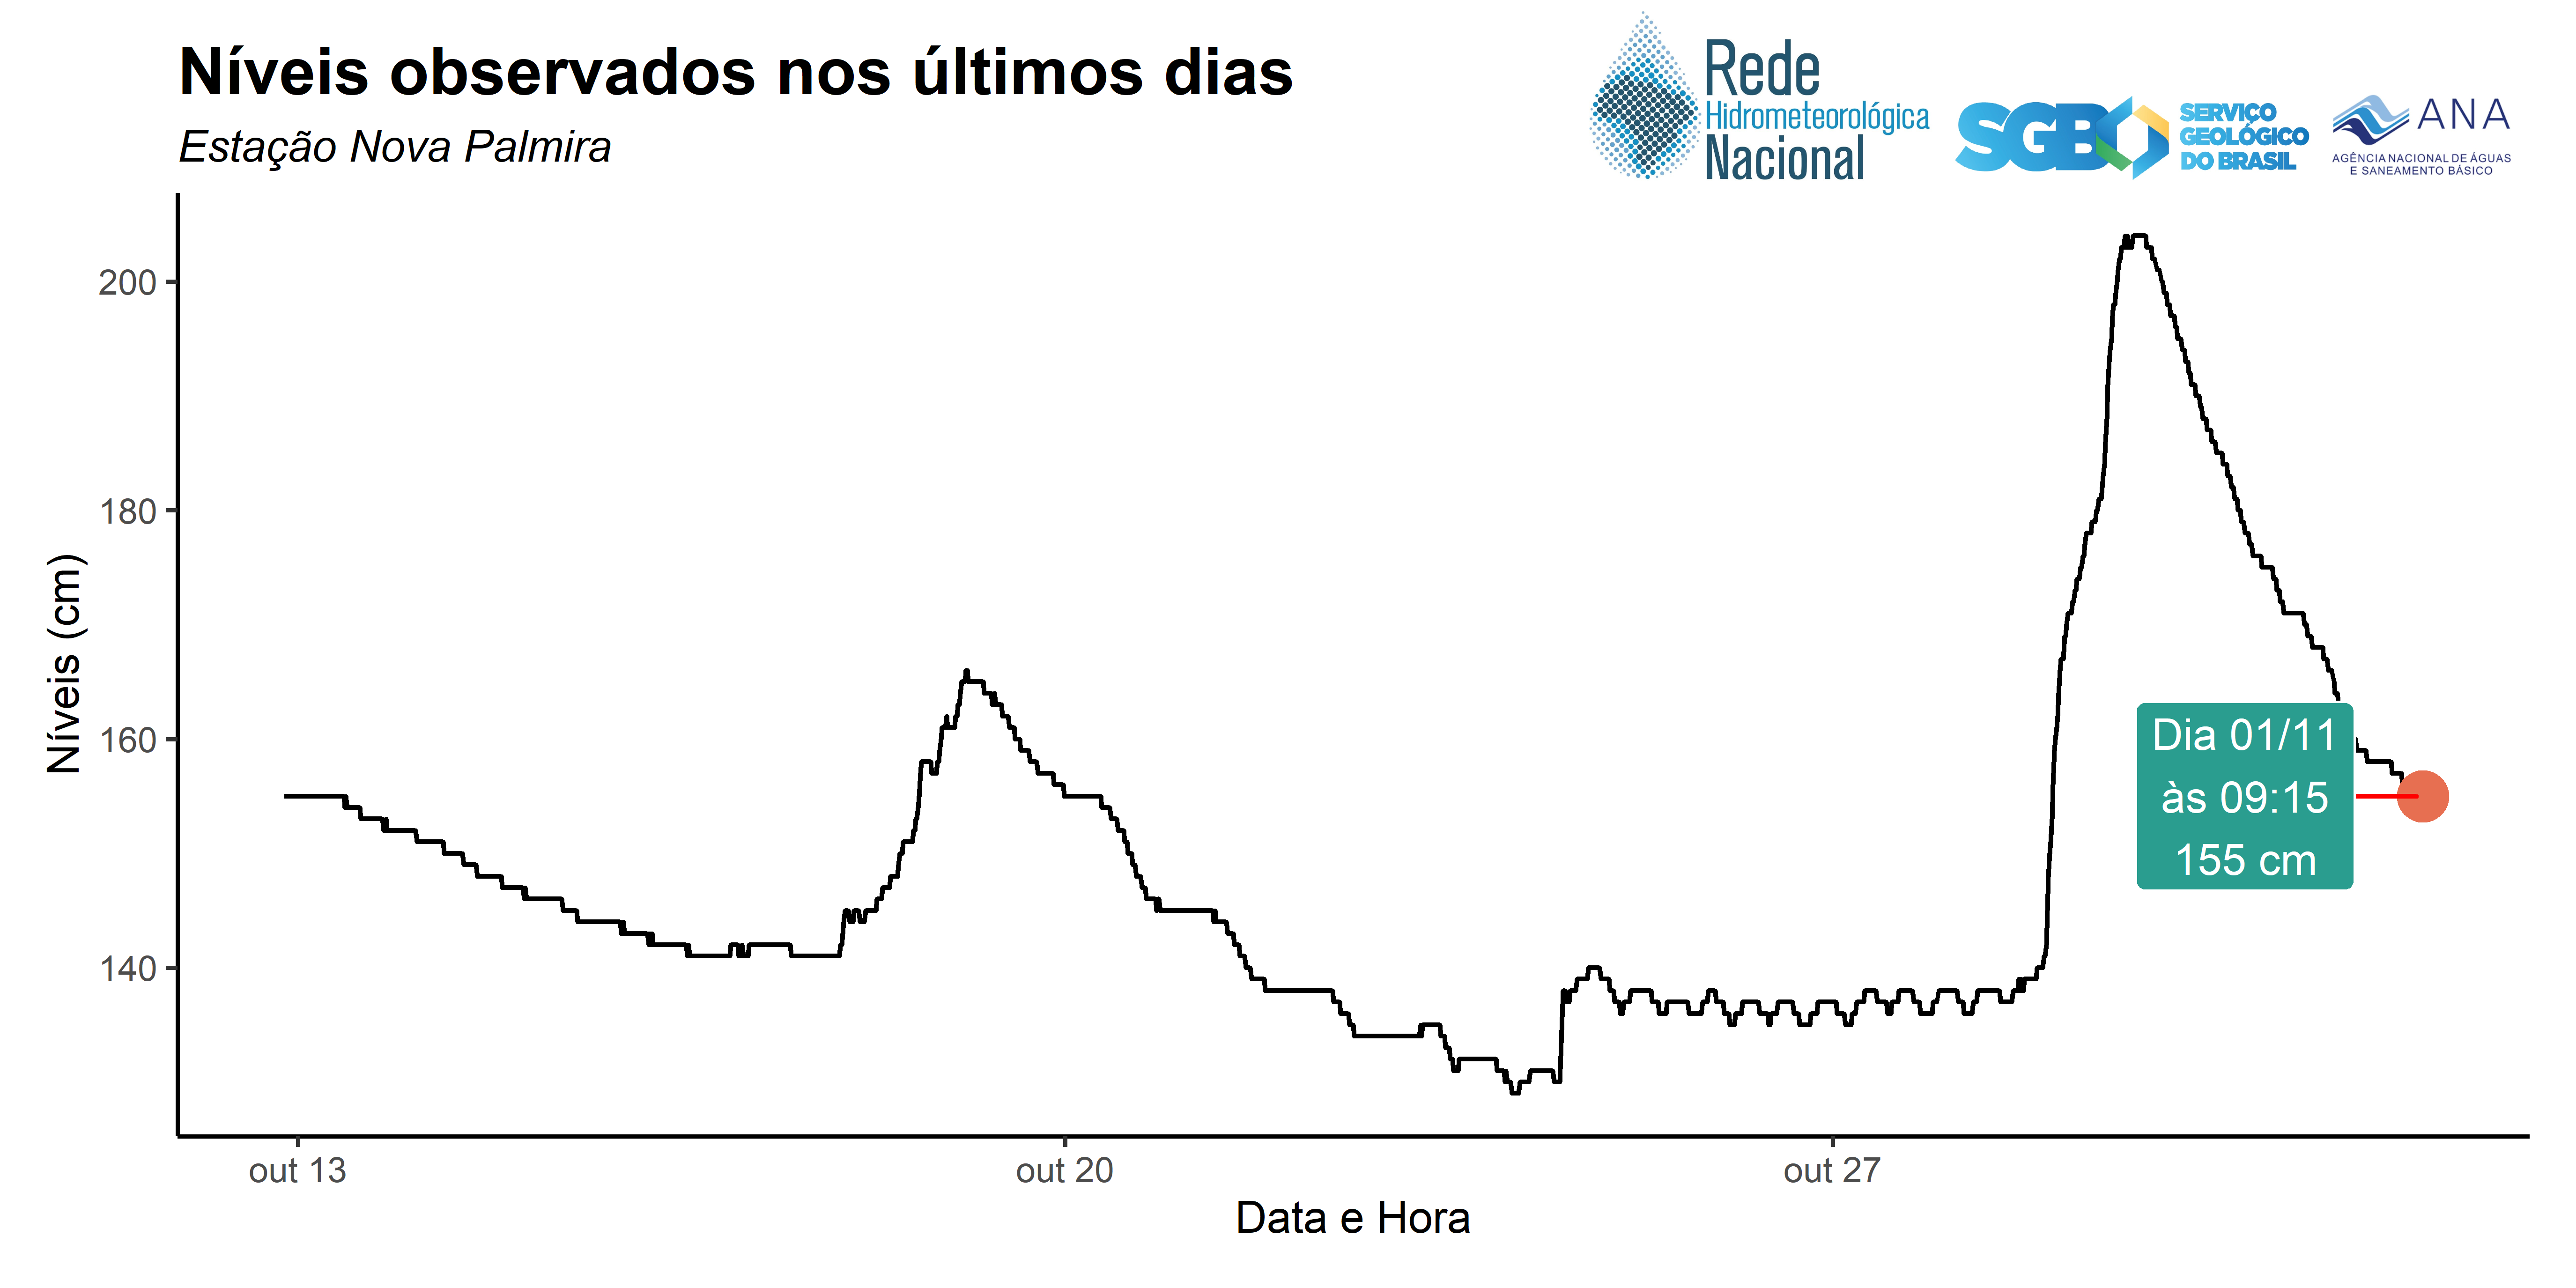 Níveis observados nos últimos dias
Estação Nova Palmira
Rede
Hidrometeorológica
Nacional
SGB
SERVIÇO
GEOLÓGICO
DO BRASIL
ANA
AGÊNCIA NACIONAL DE ÁGUAS
E SANEAMENTO BÁSICO
Níveis (cm)
200
180
160
140
Dia 01/11
às 09:15
155 cm
out 13
out 20
out 27
Data e Hora